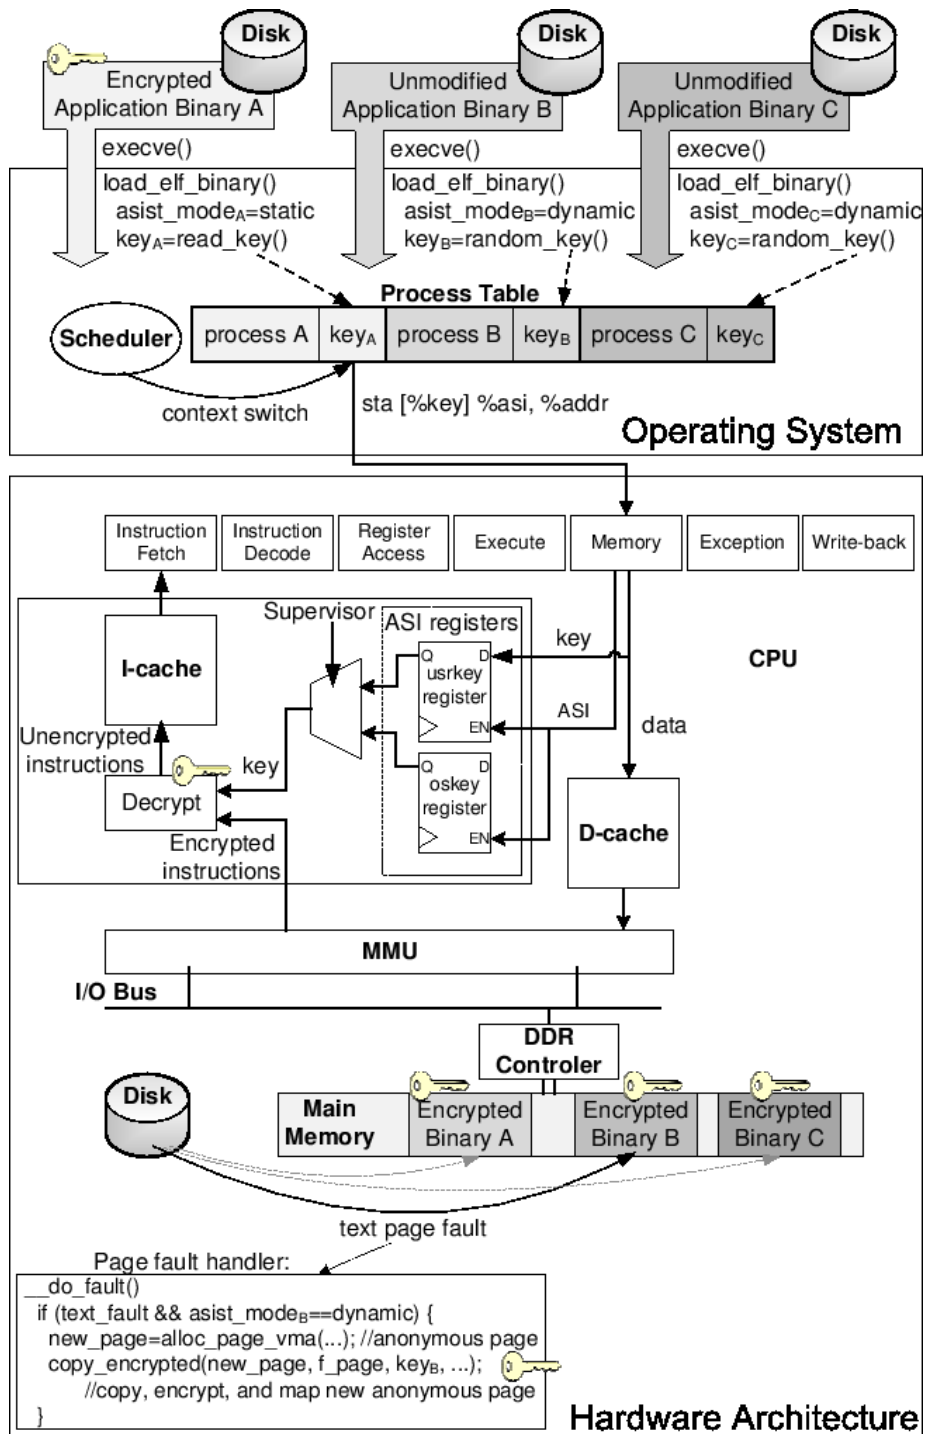 Disk
Disk
Disk
Encrypted
Application Binary A
Unmodified
Application Binary B
Unmodified
Application Binary C
execve()
execve()
execve()
load_elf_binary()
asist_modeA=static
keyA=read_key()
load_elf_binary()
asist_modeB=dynamic
keyB=random_key()
load_elf_binary()
asist_modeC=dynamic
keyC=random_key()
Process Table
Scheduler
process A
keyA
process B
keyB
process C
keyC
context switch
sta [%key] %asi, %addr
Operating System
Instruction
Fetch
Instruction
Decode
Register
Access
Execute
Memory
Exception
Write-back
Supervisor
ASI registers
I-cache
Q
D
usrkey
register
EN
key
CPU
ASI
data
Unencrypted
instructions
key
Decrypt
Q
D
oskey
register
EN
Encrypted
instructions
D-cache
MMU
I/O Bus
DDR
Controler
Disk
Main
Memory
Encrypted
Binary A
Encrypted
Binary B
Encrypted
Binary C
text page fault
Page fault handler:
__do_fault()
if (text_fault && asist_modeB==dynamic) {
new_page=alloc_page_vma(...); //anonymous page
copy_encrypted(new_page, f_page, keyB, ...);
//copy, encrypt, and map new anonymous page
}
Hardware Architecture